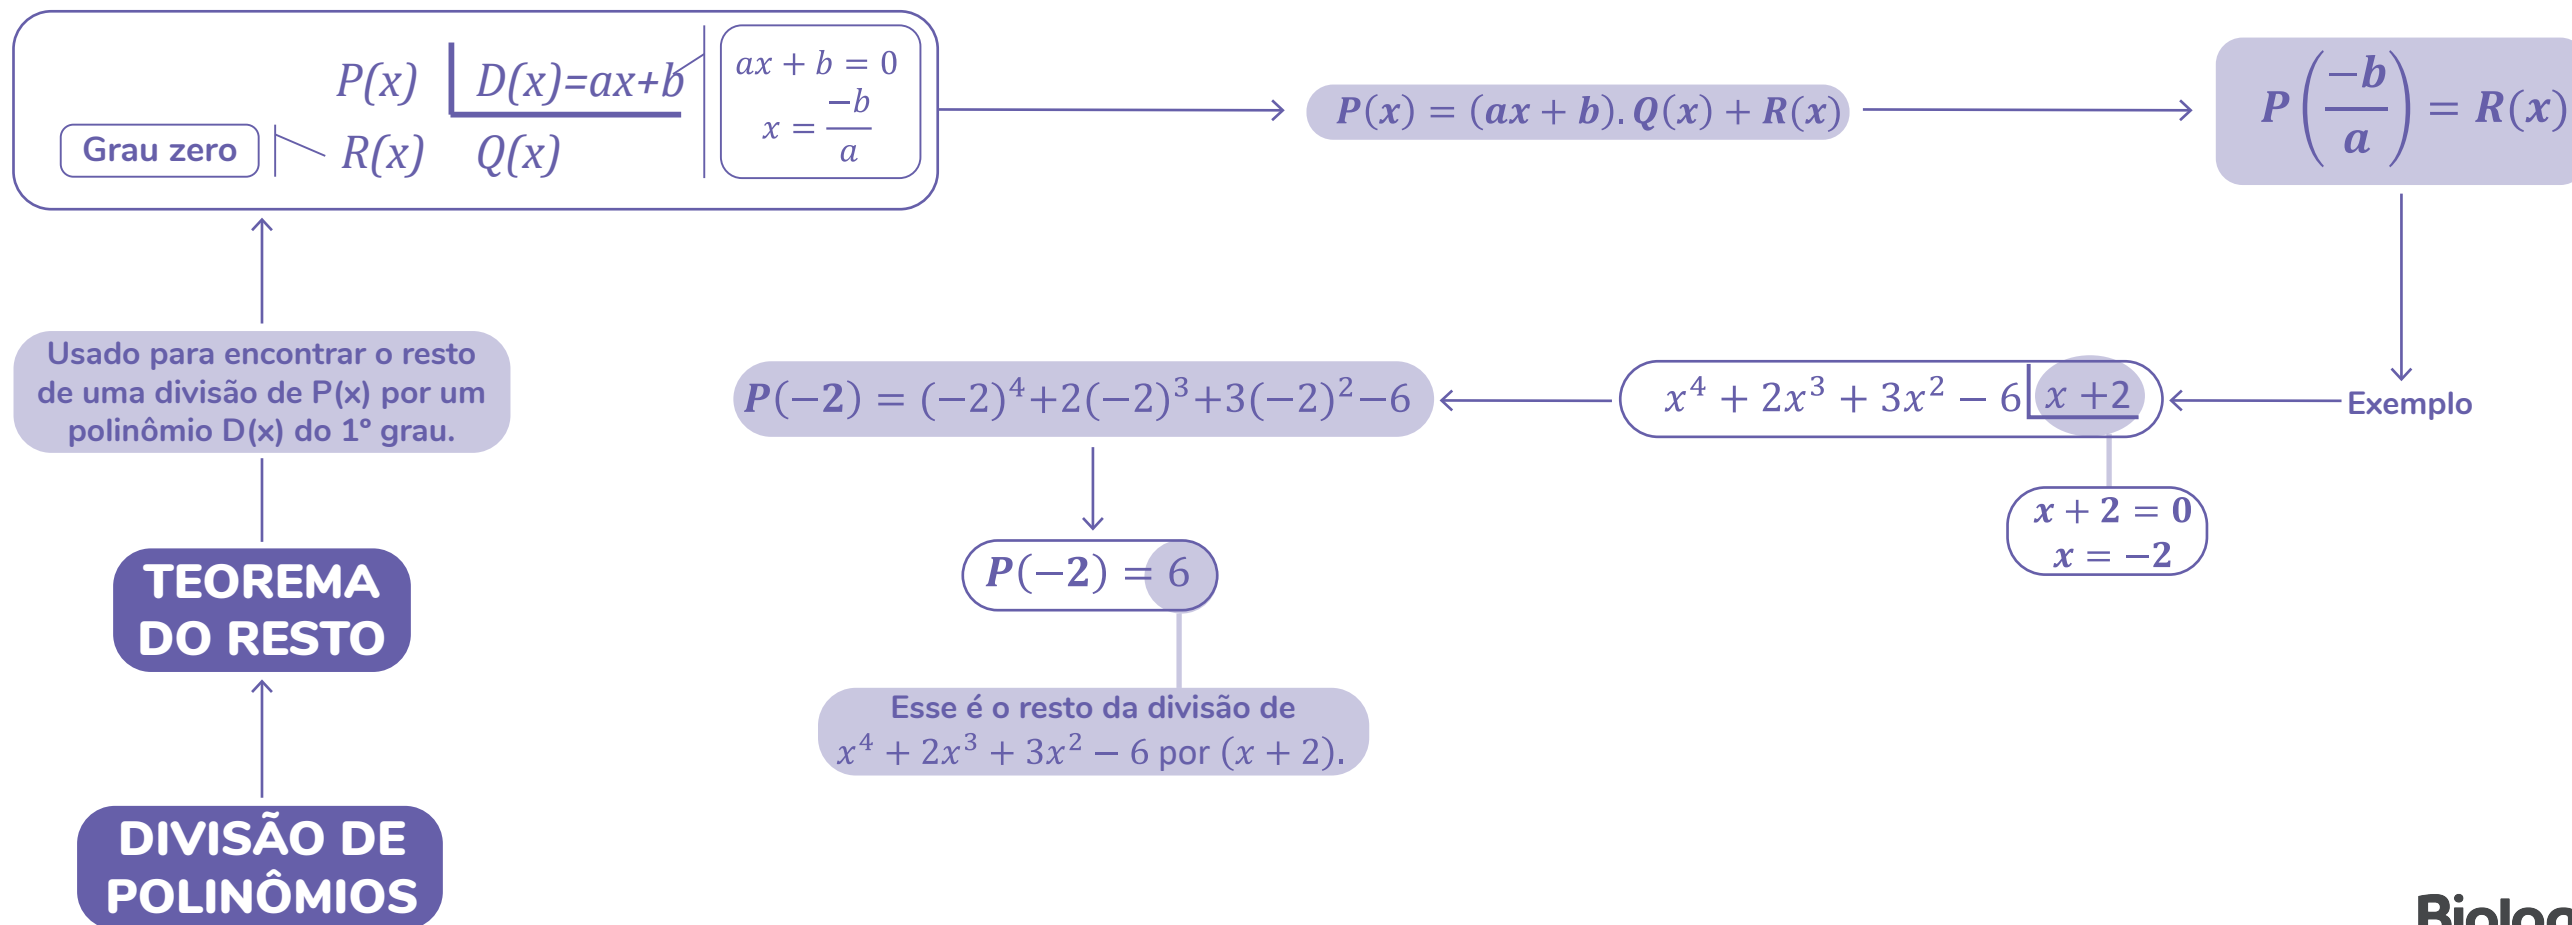 DIVISÃO DE
POLINÔMIOS
TEOREMA
DO RESTO
Usado para encontrar o resto
de uma divisão de P(x) por um
polinômio D(x) do 1º grau.
P(x) D(x)=ax+b
Grau zero R(x) Q(x)
ax + b = 0
x = −b/a
P(x) = (ax + b). Q(x) + R(x)
P(−b/a) = R(x)
Exemplo
x⁴ + 2x³ + 3x² − 6 x +2
x + 2 = 0
x = −2
P(−2) = (−2)⁴+2(−2)³+3(−2)²−6
P(−2) = 6
Esse é o resto da divisão de
x⁴ + 2x³ + 3x² − 6 por (x + 2).